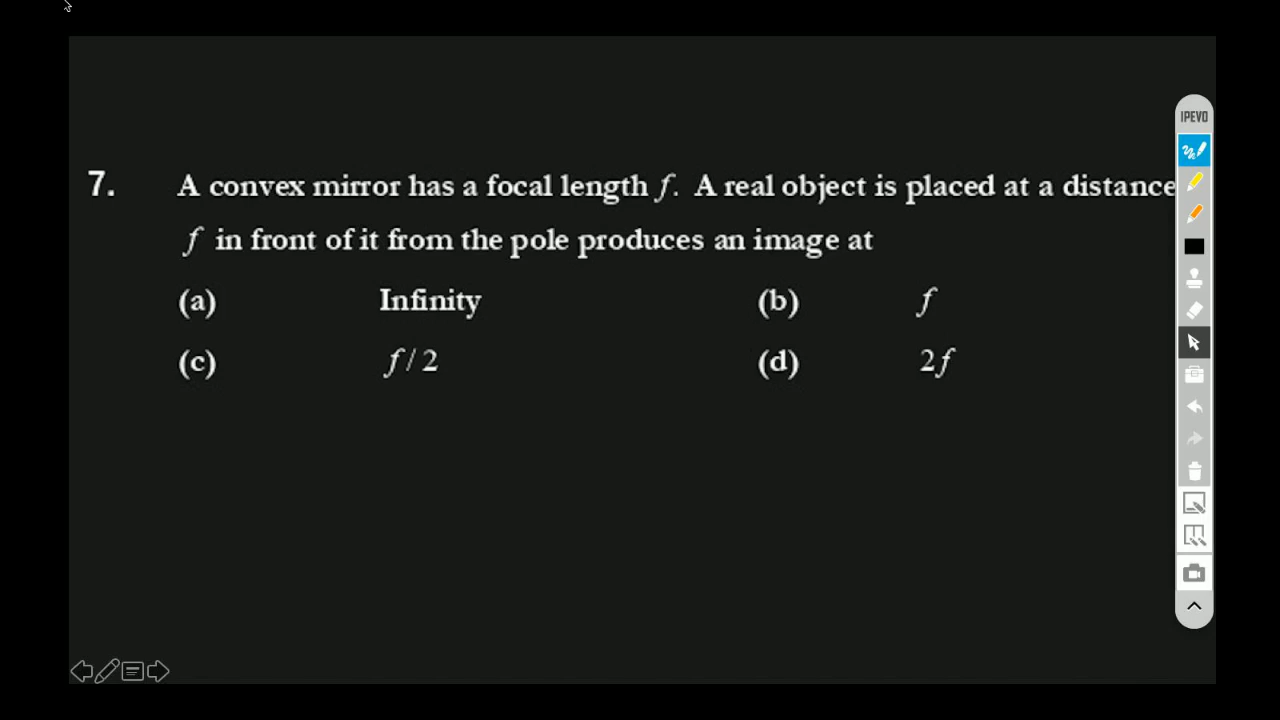 IPEVO
7. A convex mirror has a focal length f. A real object is placed at a distance
f in front of it from the pole produces an image at
(a) Infinity (b) f
(c) f/2 (d) 2f